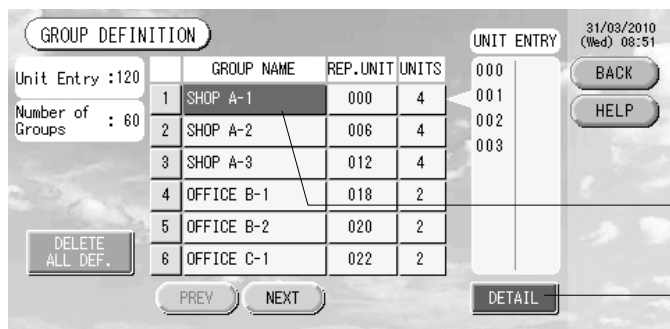 GROUP DEFINITION
UNIT ENTRY
31/03/2010
(Wed) 08:51
Unit Entry :120
Number of Groups : 60
GROUP NAME REP.UNIT UNITS
1 SHOP A-1 000 4
2 SHOP A-2 006 4
3 SHOP A-3 012 4
4 OFFICE B-1 018 2
5 OFFICE B-2 020 2
6 OFFICE C-1 022 2
000
001
002
003
BACK
HELP
DELETE
ALL DEF.
PREV NEXT
DETAIL